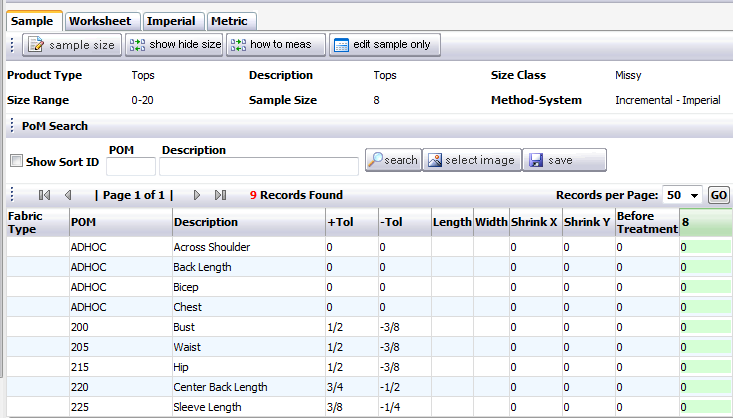 Sample Worksheet Imperial Metric
sample size show hide size how to meas edit sample only
Product Type Tops Description Tops Size Class Missy
Size Range 0-20 Sample Size 8 Method-System Incremental - Imperial
PoM Search
Show Sort ID POM Description search select image save
| Page 1 of 1 | 9 Records Found Records per Page: 50 GO
Fabric Type POM Description +Tol -Tol Length Width Shrink X Shrink Y Before Treatment 8
ADHOC Across Shoulder 0 0 0 0 0 0
ADHOC Back Length 0 0 0 0 0 0
ADHOC Bicep 0 0 0 0 0 0
ADHOC Chest 0 0 0 0 0 0
200 Bust 1/2 -3/8 0 0 0 0
205 Waist 1/2 -3/8 0 0 0 0
215 Hip 1/2 -3/8 0 0 0 0
220 Center Back Length 3/4 -1/2 0 0 0 0
225 Sleeve Length 3/8 -1/4 0 0 0 0